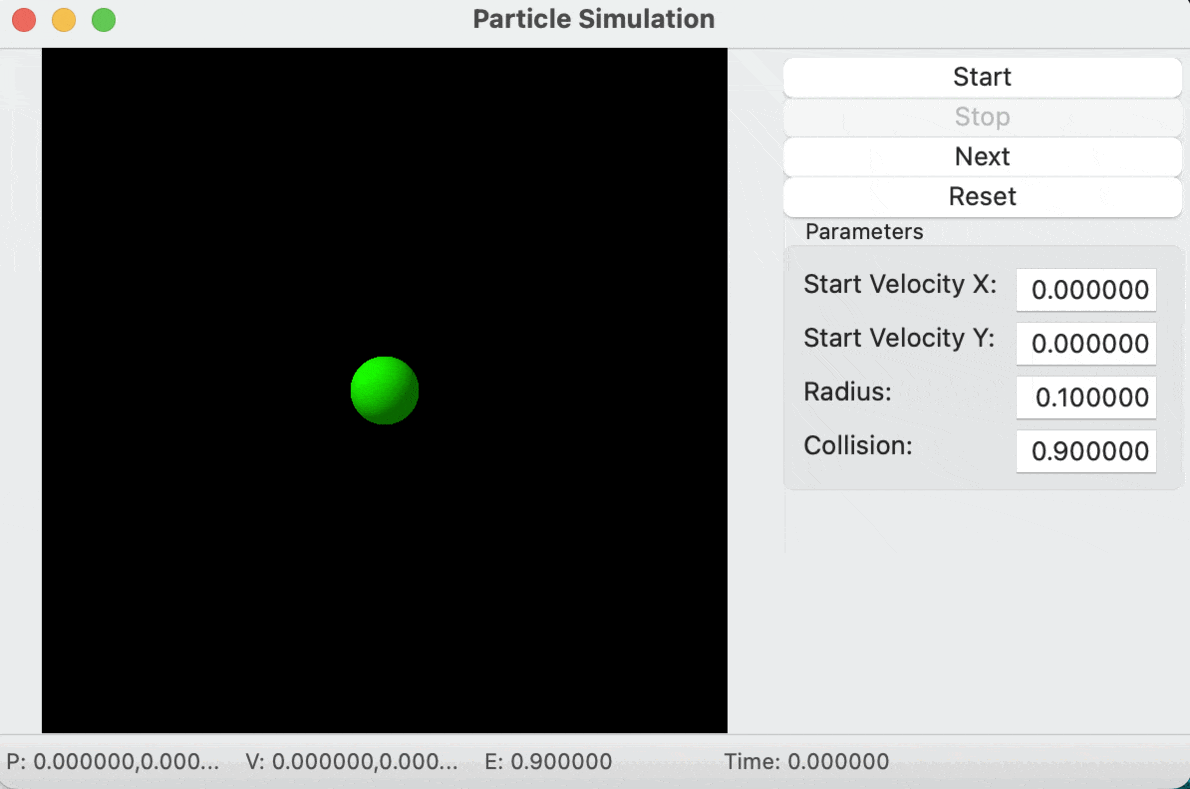 Particle Simulation
Start
Stop
Next
Reset
Parameters
Start Velocity X: 0.000000
Start Velocity Y: 0.000000
Radius: 0.100000
Collision: 0.900000
P: 0.000000,0.000... V: 0.000000,0.000... E: 0.900000 Time: 0.000000